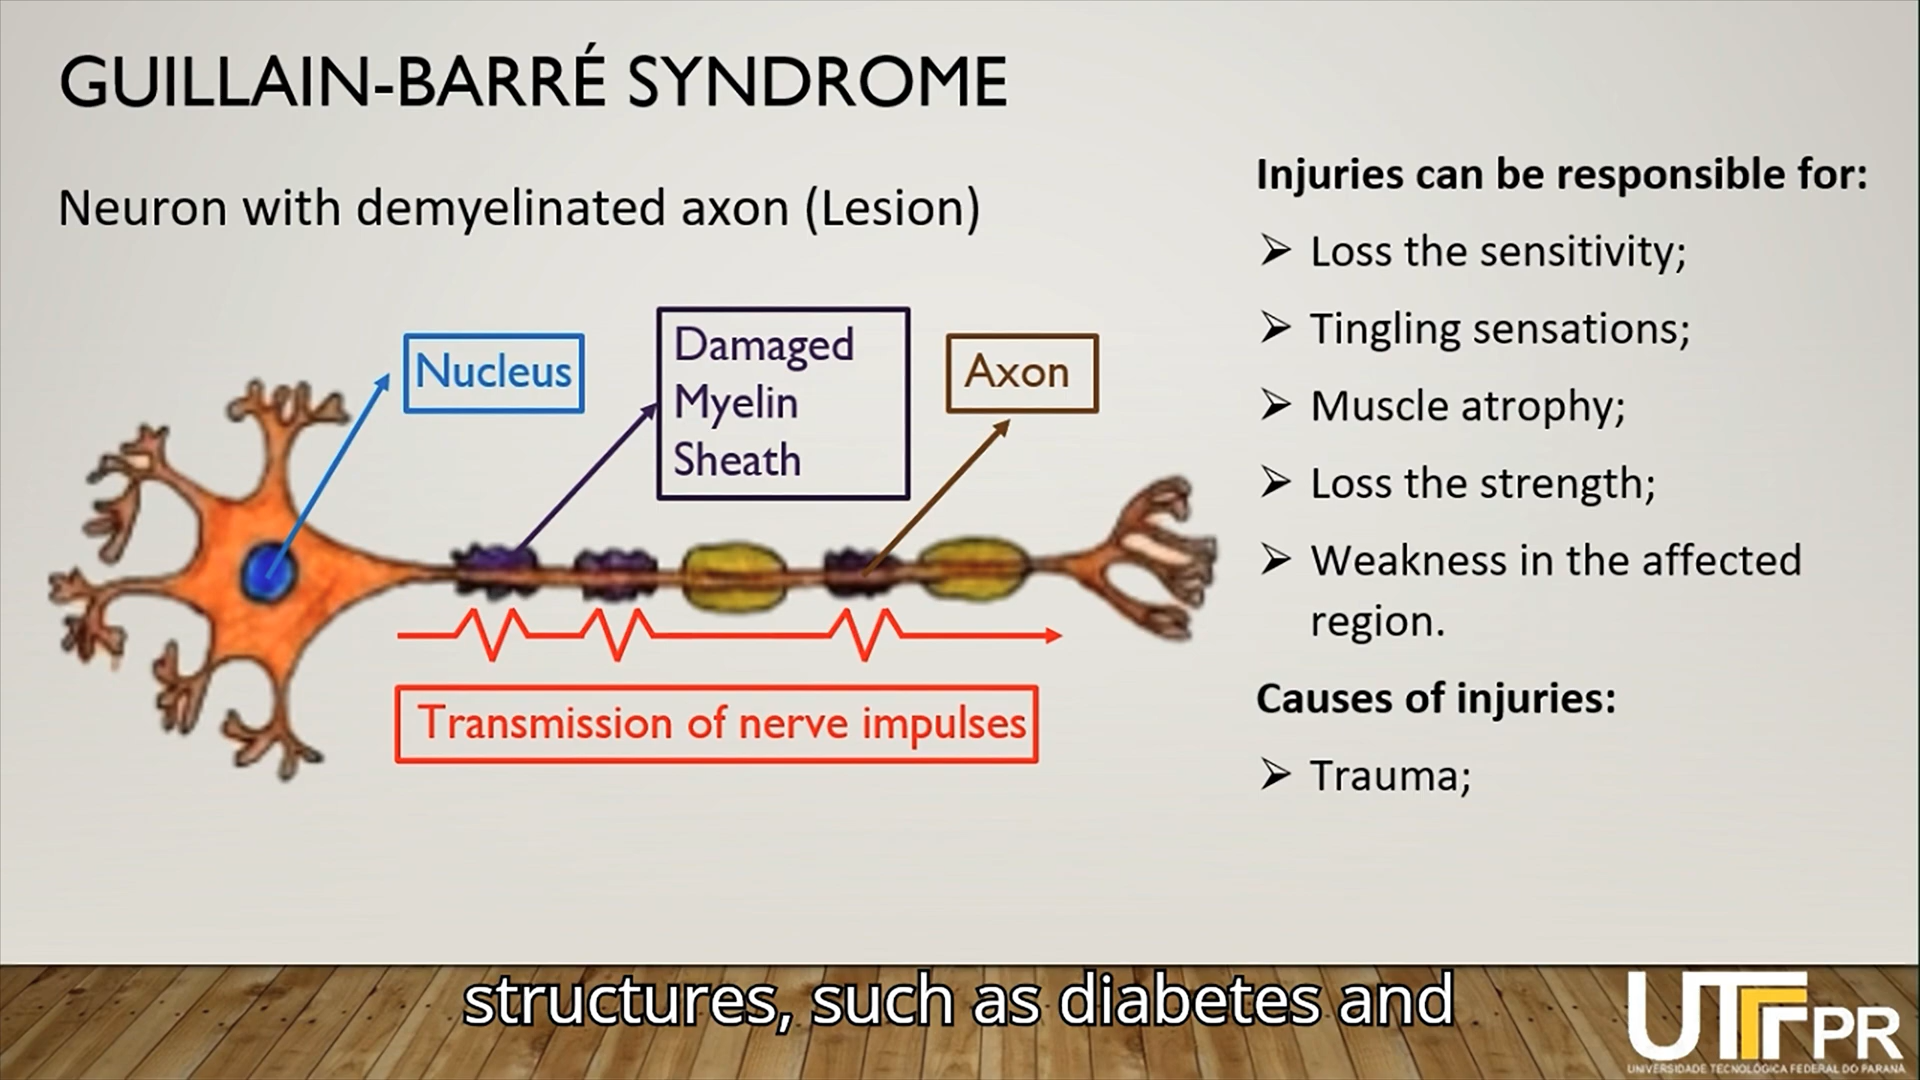 GUILLAIN-BARRÉ SYNDROME
Neuron with demyelinated axon (Lesion)
Nucleus
Damaged
Myelin
Sheath
Axon
Transmission of nerve impulses
Injuries can be responsible for:
➢ Loss the sensitivity;
➢ Tingling sensations;
➢ Muscle atrophy;
➢ Loss the strength;
➢ Weakness in the affected
region.
Causes of injuries:
➢ Trauma;
structures, such as diabetes and
UTFPR
UNIVERSIDADE TECNOLÓGICA FEDERAL DO PARANÁ